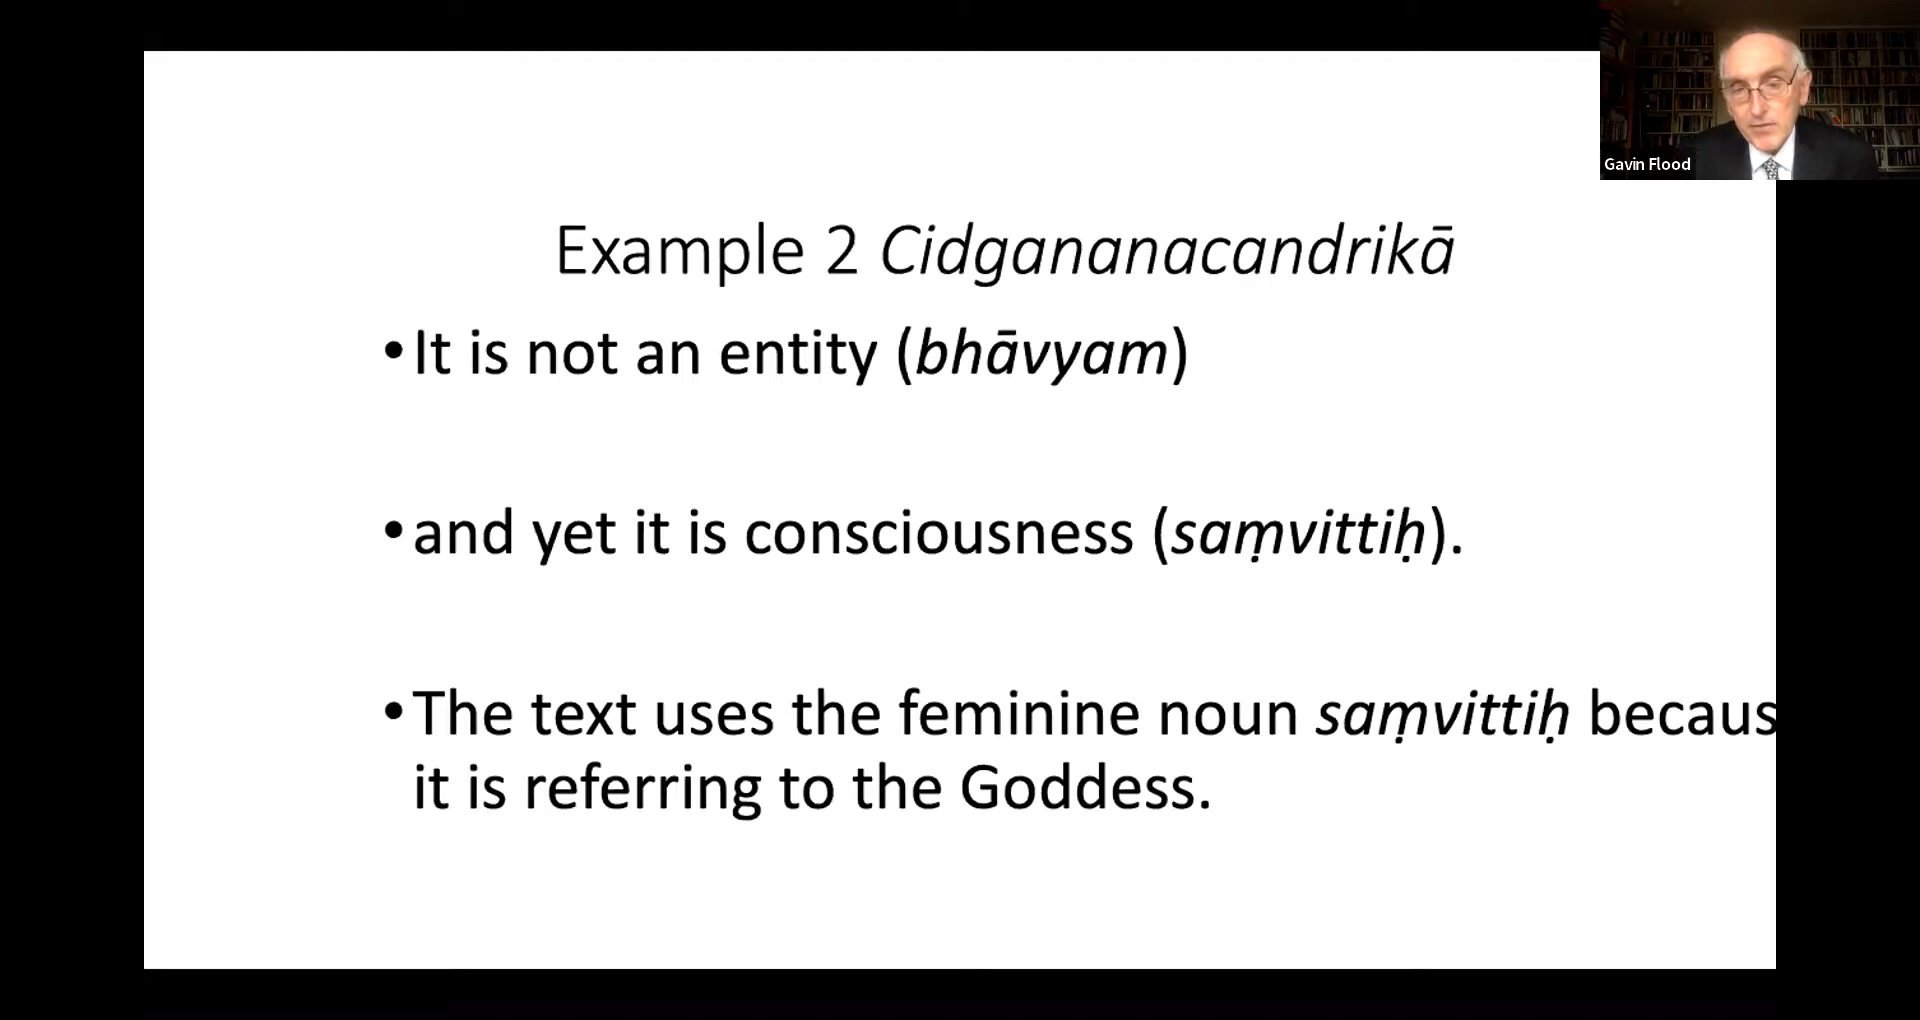 Gavin Flood
Example 2 Cidgananacandrikā
•It is not an entity (bhāvyam)
•and yet it is consciousness (saṃvittiḥ).
•The text uses the feminine noun saṃvittiḥ becaus
it is referring to the Goddess.